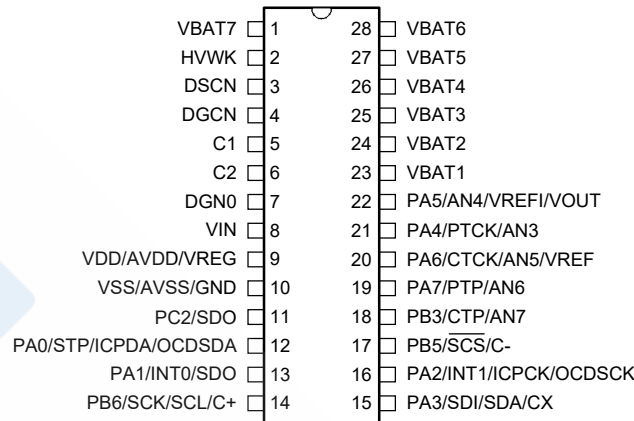 VBAT7 1 28 VBAT6
HVWK 2 27 VBAT5
DSCN 3 26 VBAT4
DGCN 4 25 VBAT3
C1 5 24 VBAT2
C2 6 23 VBAT1
DGN0 7 22 PA5/AN4/VREFI/VOUT
VIN 8 21 PA4/PTCK/AN3
VDD/AVDD/VREG 9 20 PA6/CTCK/AN5/VREF
VSS/AVSS/GND 10 19 PA7/PTP/AN6
PC2/SDO 11 18 PB3/CTP/AN7
PA0/STP/ICPDA/OCDSDA 12 17 PB5/SCS/C-
PA1/INT0/SDO 13 16 PA2/INT1/ICPCK/OCDSCK
PB6/SCK/SCL/C+ 14 15 PA3/SDI/SDA/CX